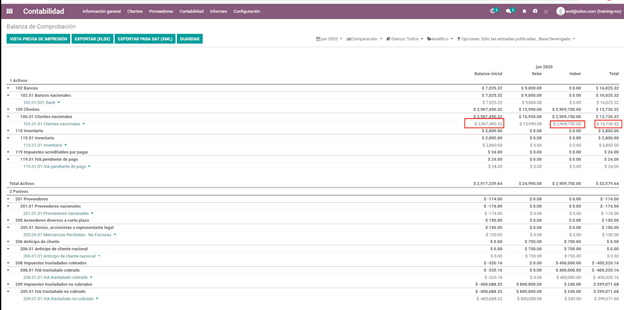 Contabilidad Información general Clientes Proveedores Contabilidad Informes Configuración
Balanza de Comprobación
VISTA PREVIA DE IMPRESIÓN EXPORTAR (XLSX) EXPORTAR PARA SAT (XML) GUARDAR
jun 2020 Comparación Diarios: Todos Analítico Opciones: Sólo las entradas publicadas, Base Devengado
jun 2020
Balance inicial Debe Haber Total
1 Activos
102 Bancos $ 7,025.32 $ 9,000.00 $ 0.00 $ 16,025.32
102.01 Bancos nacionales $ 7,025.32 $ 9,000.00 $ 0.00 $ 16,025.32
102.01.001 Bank $ 7,025.32 $ 9,000.00 $ 0.00 $ 16,025.32
105 Clientes $ 2,907,490.32 $ 15,990.00 $ 2,909,750.00 $ 13,730.32
105.01 Clientes nacionales $ 2,907,490.32 $ 15,990.00 $ 2,909,750.00 $ 13,730.32
105.01.01 Clientes nacionales $ 2,907,490.32 $ 15,990.00 $ 2,909,750.00 $ 13,730.32
115 Inventario $ 2,800.00 $ 0.00 $ 0.00 $ 2,800.00
115.01 Inventario $ 2,800.00 $ 0.00 $ 0.00 $ 2,800.00
115.01.01 Inventario $ 2,800.00 $ 0.00 $ 0.00 $ 2,800.00
119 Impuestos acreditables por pagar $ 24.00 $ 0.00 $ 0.00 $ 24.00
119.01 IVA pendiente de pago $ 24.00 $ 0.00 $ 0.00 $ 24.00
119.01.01 IVA pendiente de pago $ 24.00 $ 0.00 $ 0.00 $ 24.00
Total Activos $ 2,917,339.64 $ 24,990.00 $ 2,909,750.00 $ 32,579.64
2 Pasivos
201 Proveedores $ -174.00 $ 0.00 $ 0.00 $ -174.00
201.01 Proveedores nacionales $ -174.00 $ 0.00 $ 0.00 $ -174.00
201.01.01 Proveedores nacionales $ -174.00 $ 0.00 $ 0.00 $ -174.00
205 Acreedores diversos a corto plazo $ 150.00 $ 0.00 $ 0.00 $ 150.00
205.01 Socios, accionistas o representante legal $ 150.00 $ 0.00 $ 0.00 $ 150.00
Mercancías Recibidas - No Facturas $ 150.00 $ 0.00 $ 0.00 $ 150.00
206 Anticipo de cliente $ 0.00 $ 750.00 $ 750.00 $ 0.00
206.01 Anticipo de cliente nacional $ 0.00 $ 750.00 $ 750.00 $ 0.00
206.01.01 Anticipo de cliente nacional $ 0.00 $ 750.00 $ 750.00 $ 0.00
208 Impuestos trasladados cobrados $ -320.16 $ 0.00 $ 400,000.00 $ -400,320.16
208.01 IVA trasladado cobrado $ -320.16 $ 0.00 $ 400,000.00 $ -400,320.16
208.01.01 IVA trasladado cobrado $ -320.16 $ 0.00 $ 400,000.00 $ -400,320.16
209 Impuestos trasladados no cobrados $ -400,688.32 $ 800,000.00 $ 240.00 $ 399,071.68
209.01 IVA trasladado no cobrado $ -400,688.32 $ 800,000.00 $ 240.00 $ 399,071.68
209.01.01 IVA trasladado no cobrado $ -400,688.32 $ 800,000.00 $ 240.00 $ 399,071.68